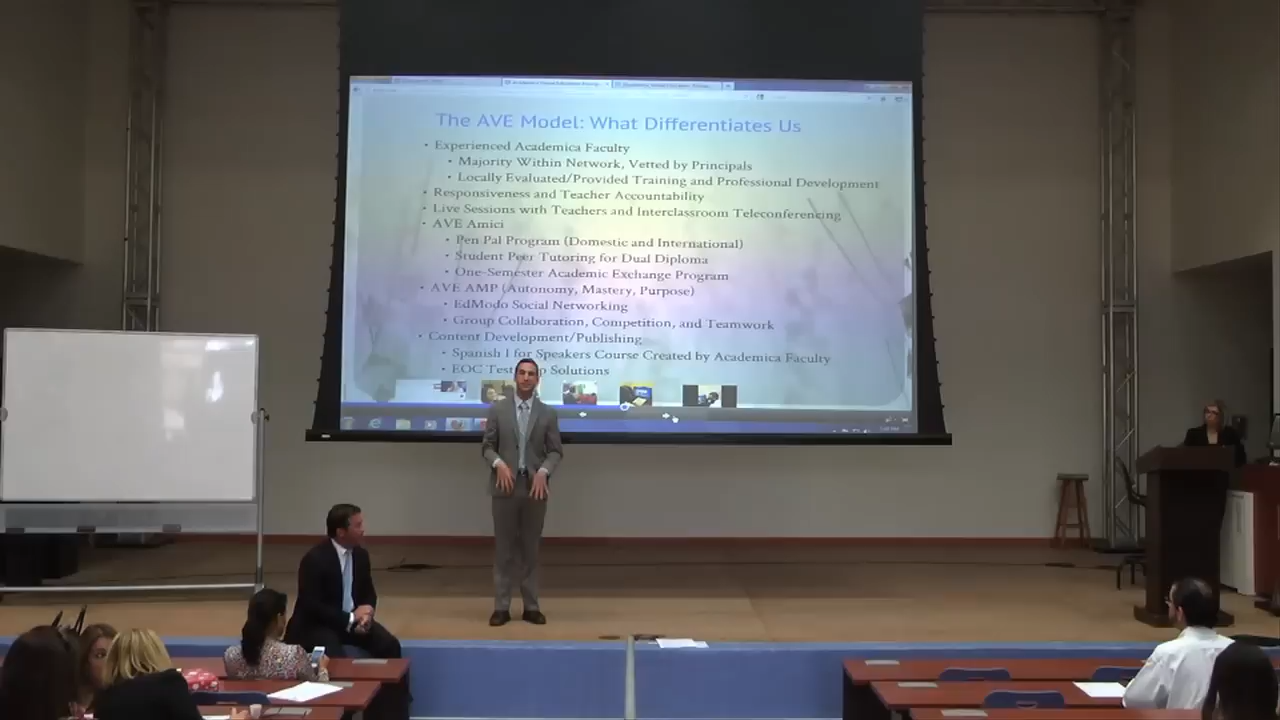 The AVE Model: What Differentiates Us
• Experienced Academica Faculty
• Majority Within Network, Vetted by Principals
• Locally Evaluated/Provided Training and Professional Development
• Responsiveness and Teacher Accountability
• Live Sessions with Teachers and Interclassroom Teleconferencing
• AVE Amici
• Pen Pal Program (Domestic and International)
• Student Peer Tutoring for Dual Diploma
• One-Semester Academic Exchange Program
• AVE AMP (Autonomy, Mastery, Purpose)
• EdModo Social Networking
• Group Collaboration, Competition, and Teamwork
• Content Development/Publishing
• Spanish I for Speakers Course Created by Academica Faculty
• EOC Test Solutions